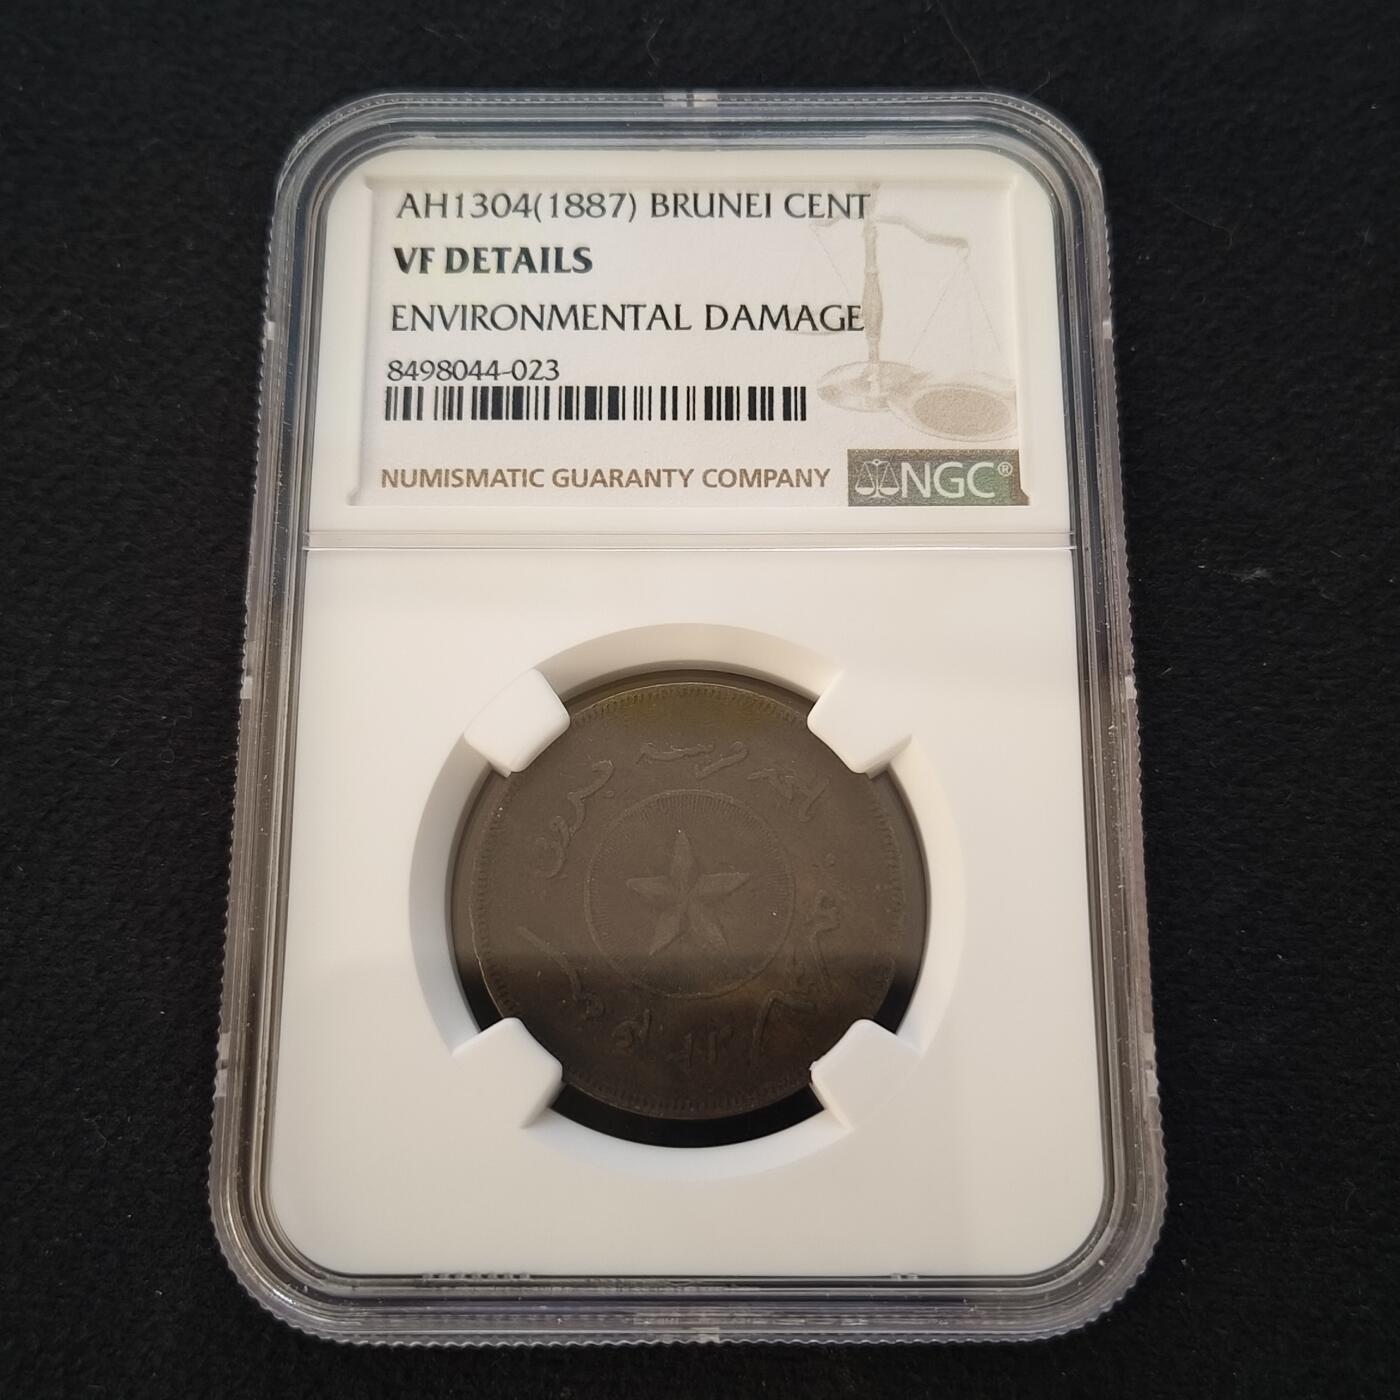 AH1304(1887) BRUNEI CENT
VF DETAILS
ENVIRONMENTAL DAMAGE
8498044-023
NUMISMATIC GUARANTY COMPANY
NGC®